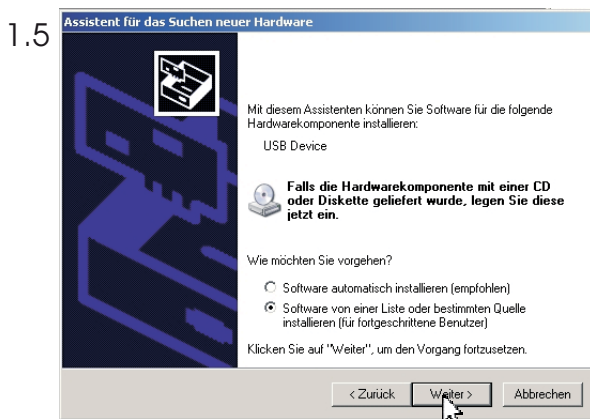 1.5
Assistent für das Suchen neuer Hardware
Mit diesem Assistenten können Sie Software für die folgende
Hardwarekomponente installieren:
USB Device
Falls die Hardwarekomponente mit einer CD
oder Diskette geliefert wurde, legen Sie diese
jetzt ein.
Wie möchten Sie vorgehen?
Software automatisch installieren (empfohlen)
Software von einer Liste oder bestimmten Quelle
installieren (für fortgeschrittene Benutzer)
Klicken Sie auf "Weiter", um den Vorgang fortzusetzen.
< Zurück Weiter > Abbrechen